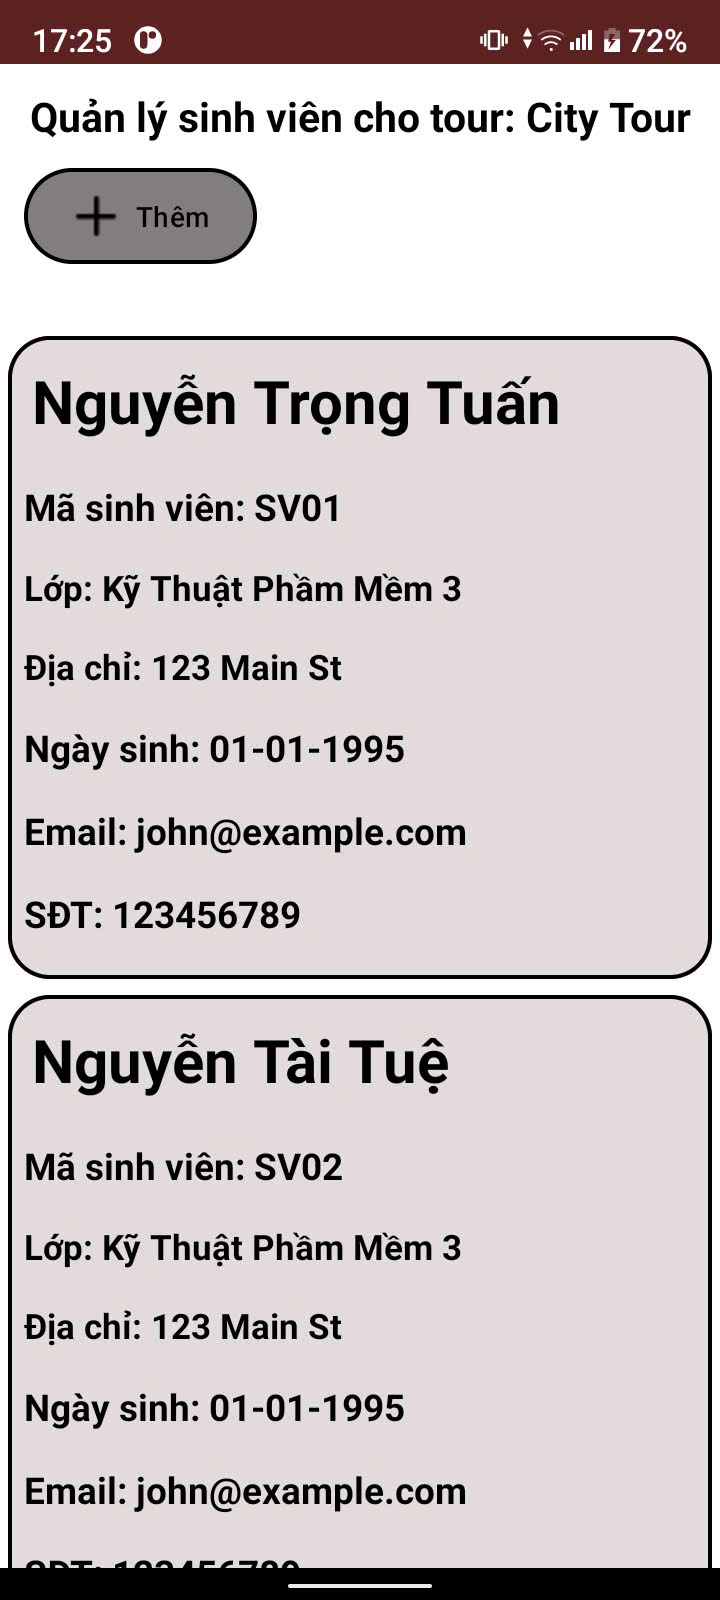 17:25 72%
Quản lý sinh viên cho tour: City Tour
Thêm
Nguyễn Trọng Tuấn
Mã sinh viên: SV01
Lớp: Kỹ Thuật Phầm Mềm 3
Địa chỉ: 123 Main St
Ngày sinh: 01-01-1995
Email: john@example.com
SĐT: 123456789
Nguyễn Tài Tuệ
Mã sinh viên: SV02
Lớp: Kỹ Thuật Phầm Mềm 3
Địa chỉ: 123 Main St
Ngày sinh: 01-01-1995
Email: john@example.com
SĐT: 123456789